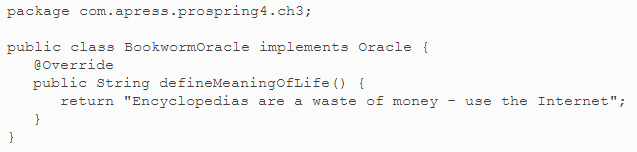 package com.apress.prospring4.ch3;
public class BookwormOracle implements Oracle {
@Override
public String defineMeaningOfLife() {
return "Encyclopedias are a waste of money - use the Internet";
}
}